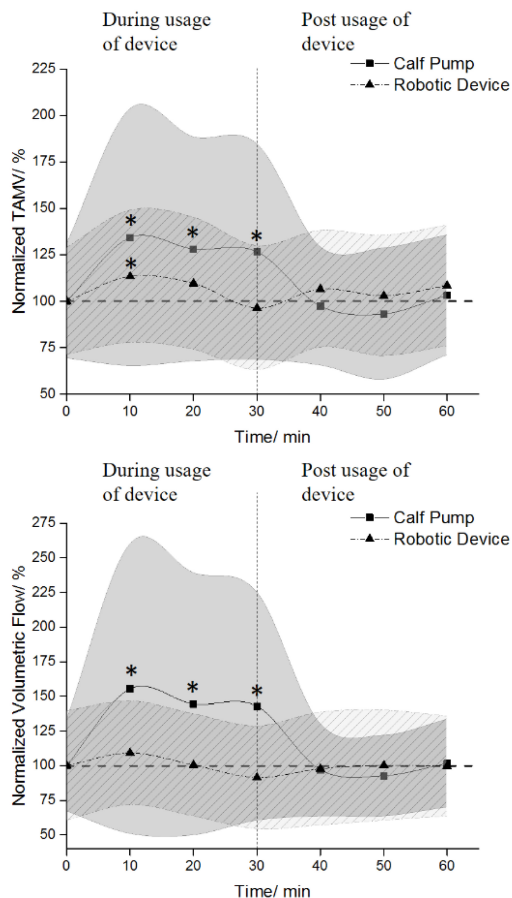 During usage
of device
Post usage of
device
Calf Pump
Robotic Device
Normalized TAMV/ %
225
200
175
150
125
100
75
50
* * *
*
0 10 20 30 40 50 60
Time/ min
During usage
of device
Post usage of
device
Calf Pump
Robotic Device
Normalized Volumetric Flow/ %
275
250
225
200
175
150
125
100
75
50
* * *
0 10 20 30 40 50 60
Time/ min